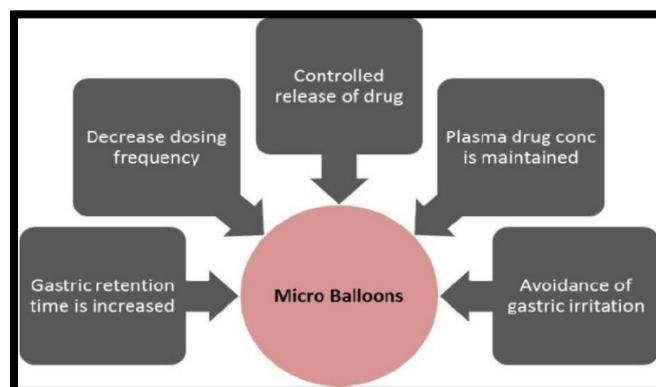 Controlled
release of drug
Decrease dosing
frequency
Plasma drug conc
is maintained
Gastric retention
time is increased
Micro Balloons
Avoidance of
gastric irritation